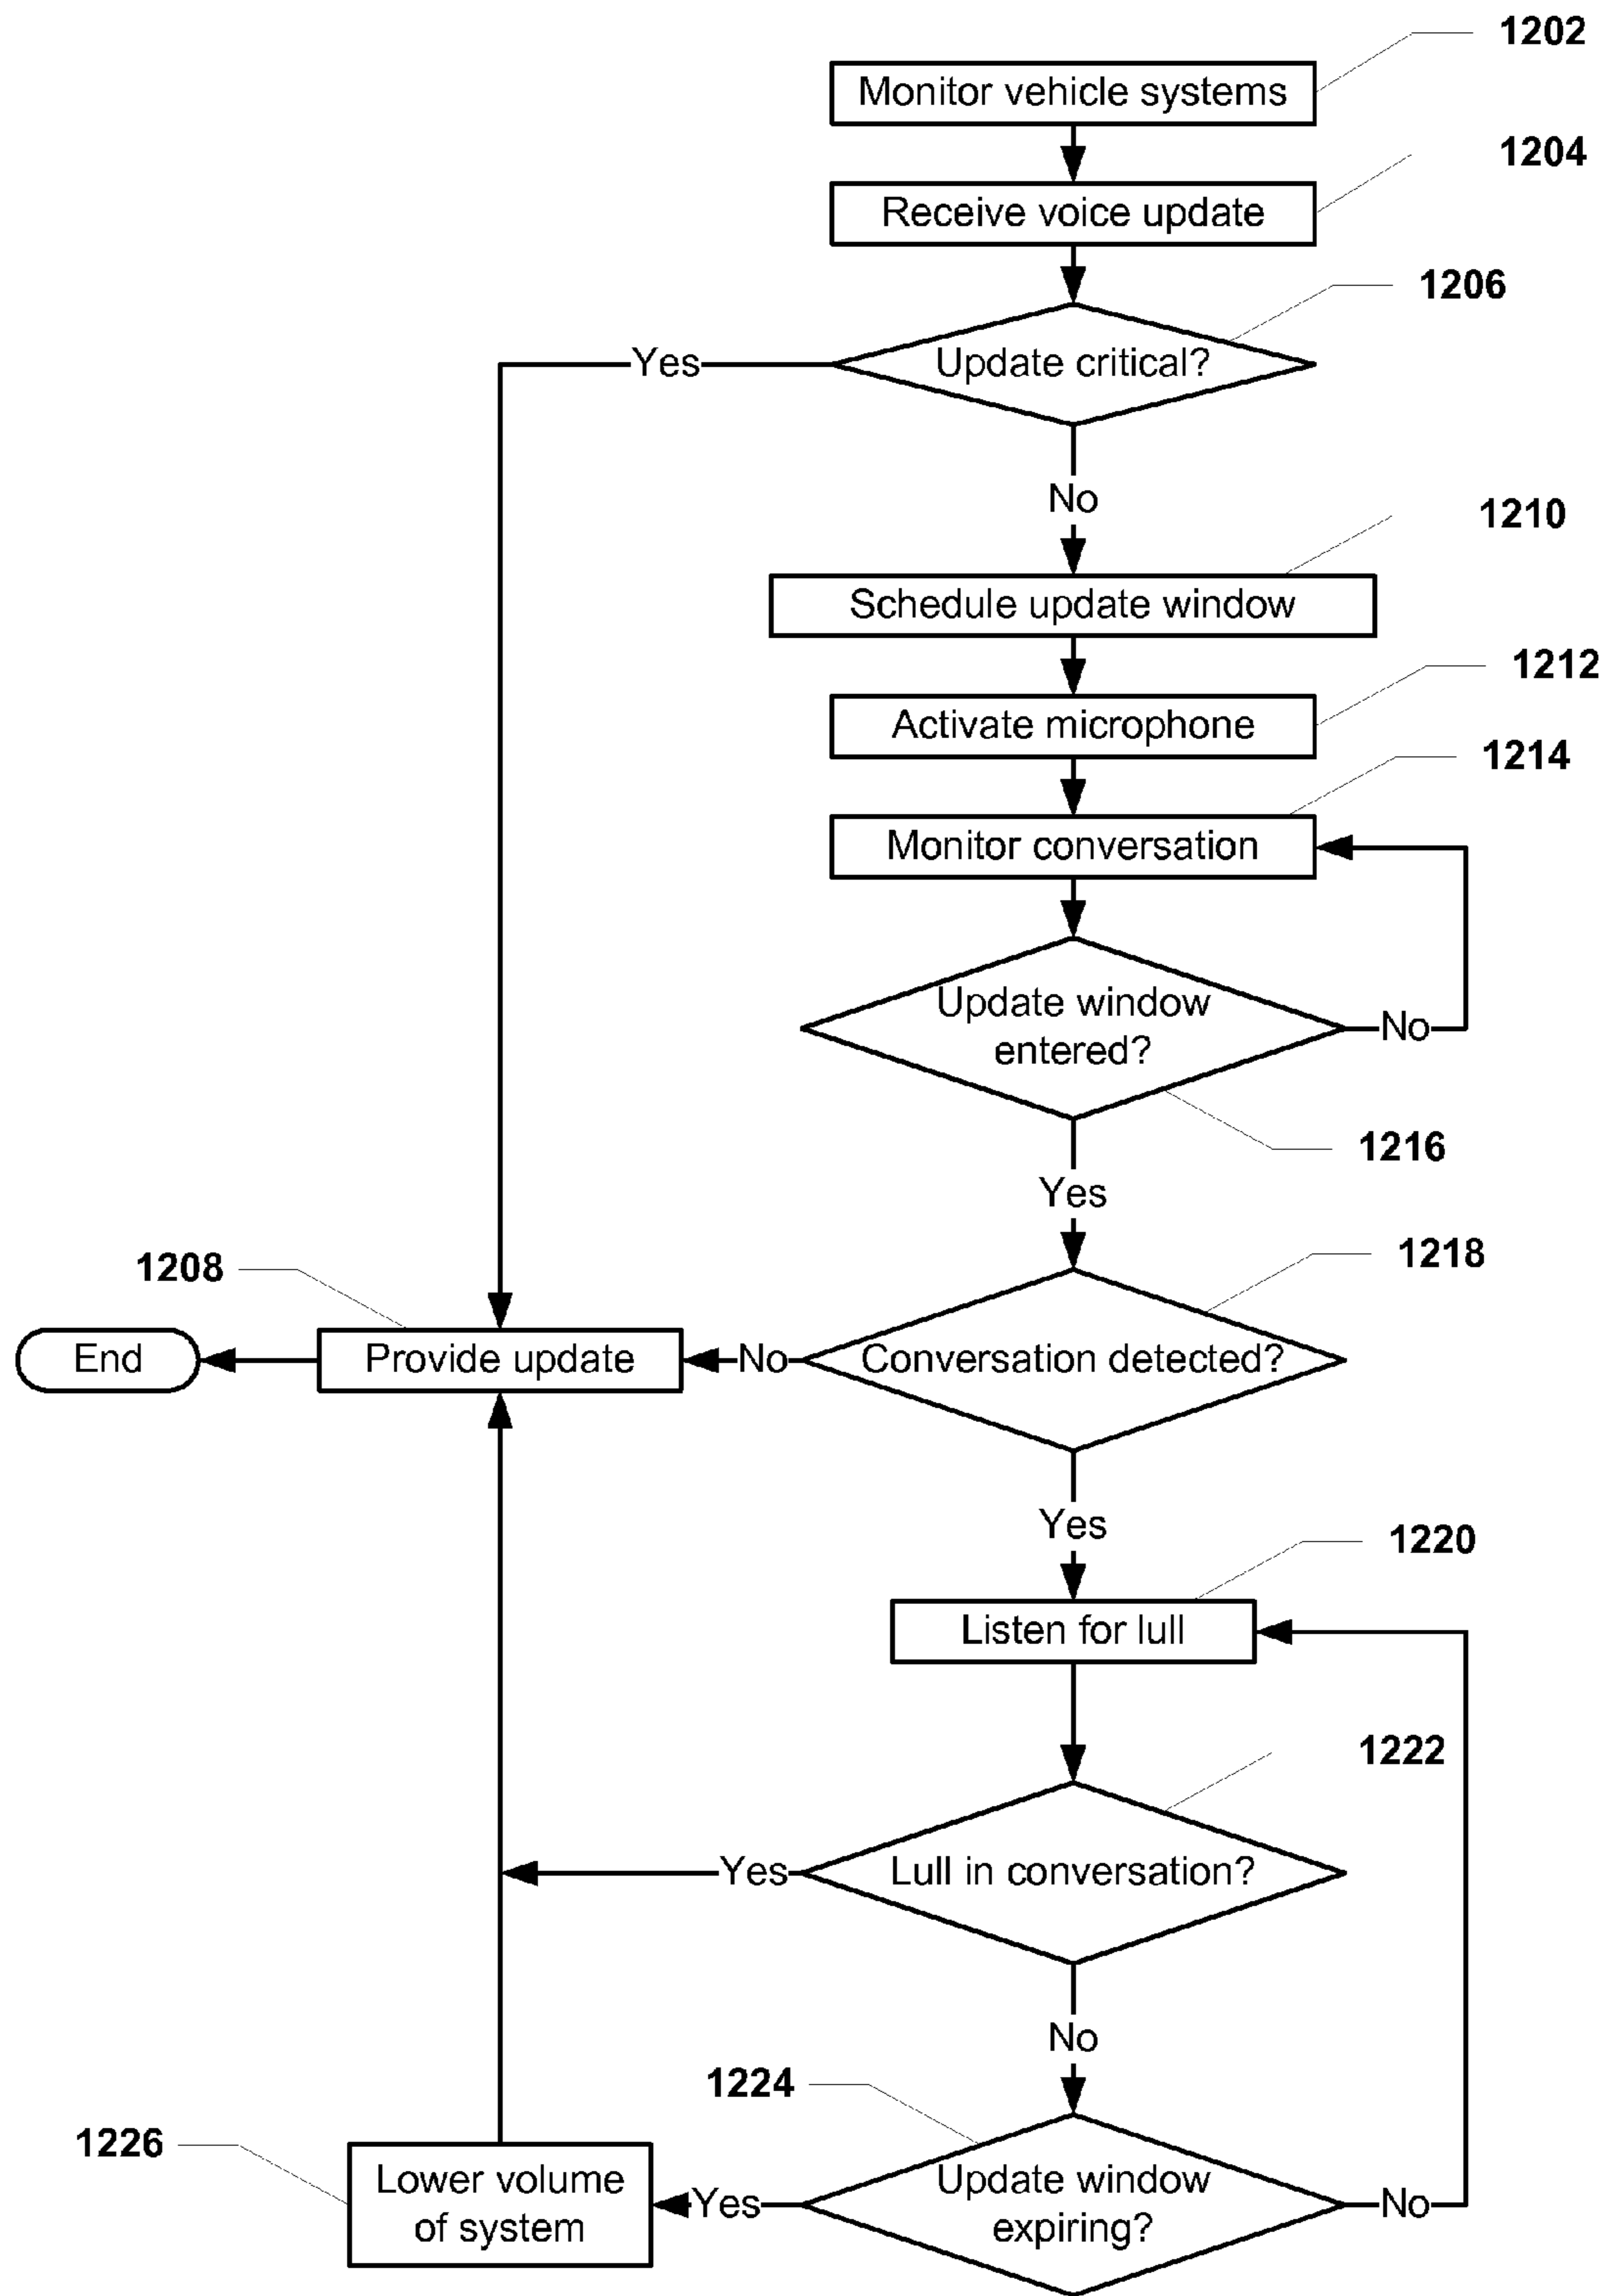 1202
Monitor vehicle systems
1204
Receive voice update
1206
Update critical?
Yes
No
1210
Schedule update window
1212
Activate microphone
1214
Monitor conversation
Update window
entered?
No
1216
Yes
1218
1208
Conversation detected?
No
Provide update
End
Yes
1220
Listen for lull
1222
Lull in conversation?
Yes
No
1224
Update window
expiring?
No
Yes
1226
Lower volume
of system